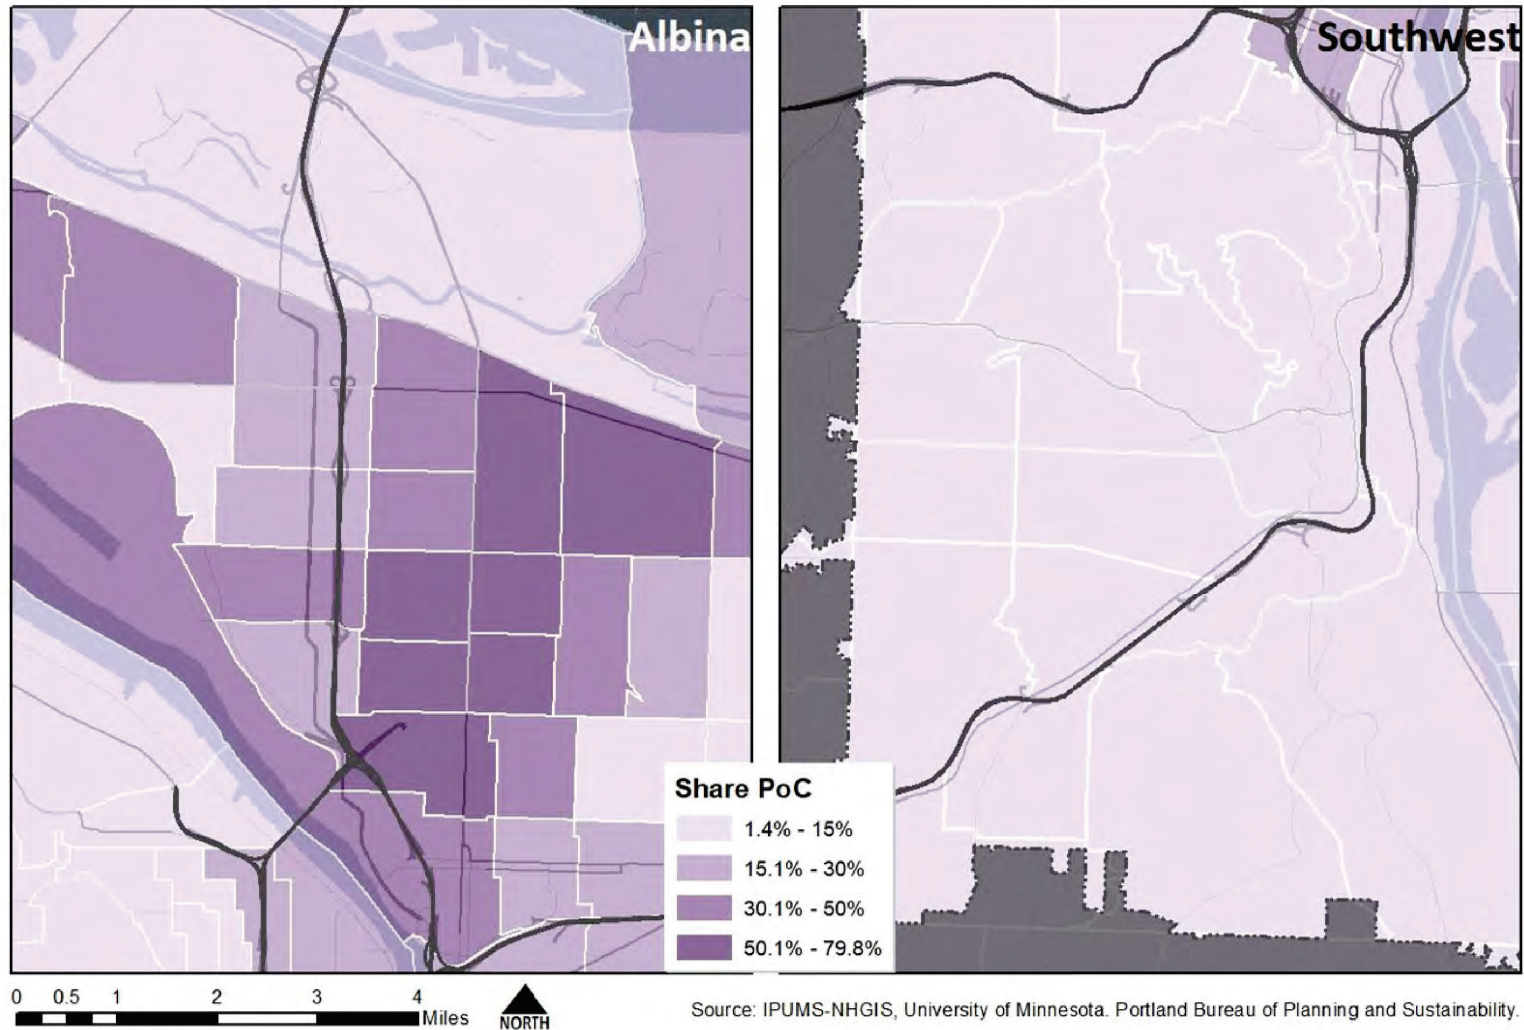 Albina
Southwest
Share PoC
1.4% - 15%
15.1% - 30%
30.1% - 50%
50.1% - 79.8%
0 0.5 1 2 3 4
Miles
NORTH
Source: IPUMS-NHGIS, University of Minnesota. Portland Bureau of Planning and Sustainability.